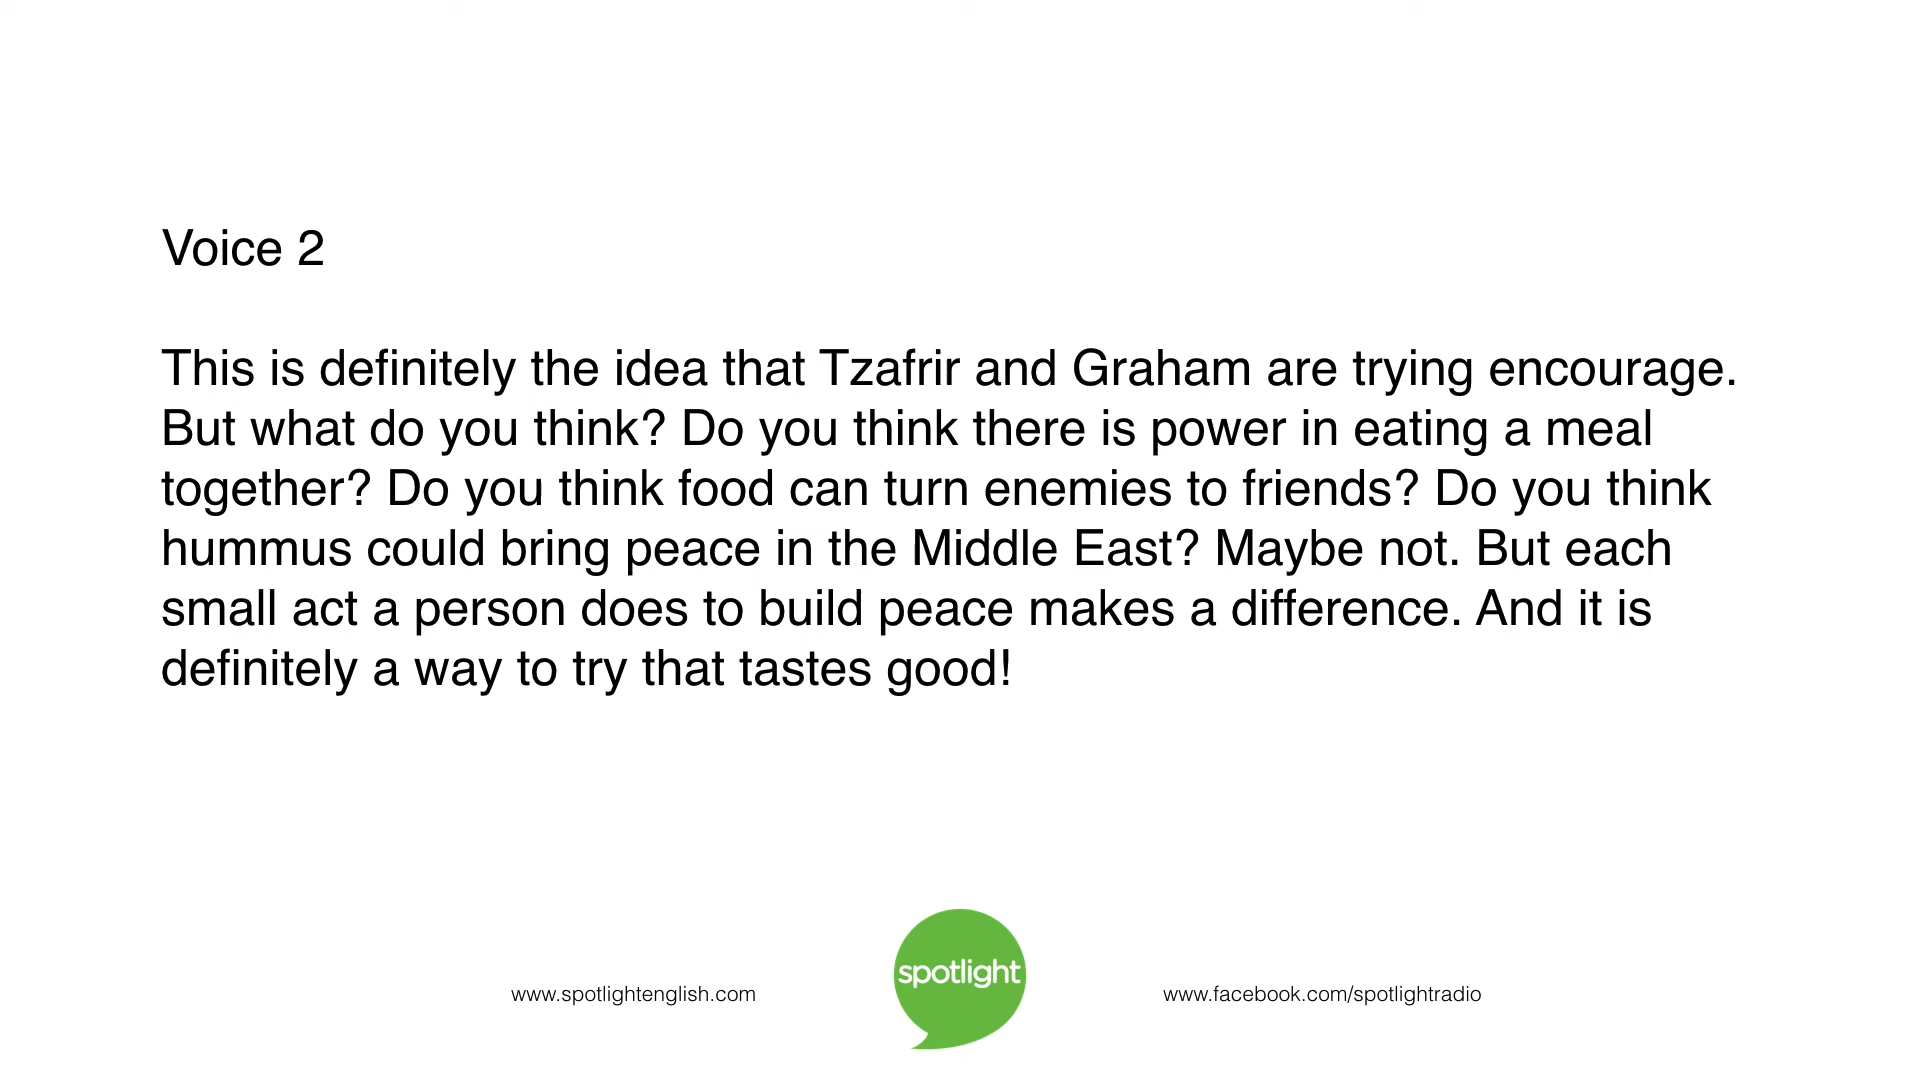 Voice 2
This is definitely the idea that Tzafrir and Graham are trying encourage.
But what do you think? Do you think there is power in eating a meal
together? Do you think food can turn enemies to friends? Do you think
hummus could bring peace in the Middle East? Maybe not. But each
small act a person does to build peace makes a difference. And it is
definitely a way to try that tastes good!
spotlight
www.spotlightenglish.com
www.facebook.com/spotlightradio